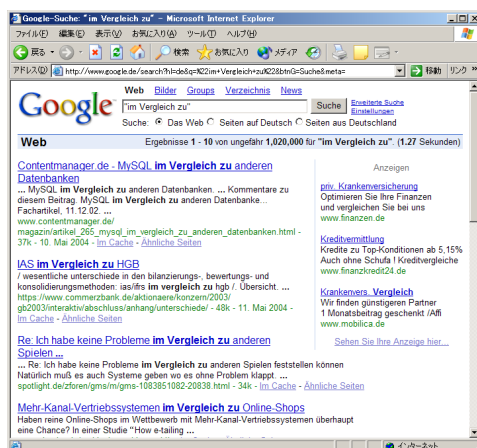 Google-Suche: "im Vergleich zu" - Microsoft Internet Explorer
ファイル(F) 編集(E) 表示(V) お気に入り(A) ツール(T) ヘルプ(H)
戻る 検索 お気に入り メディア
アドレス(D) http://www.google.de/search?hl=de&q=%22im+Vergleich+zu%22&btnG=Suche&meta= 移動 リンク »
Google
Web Bilder Groups Verzeichnis News
"im Vergleich zu" Suche Erweiterte Suche
Einstellungen
Suche: Das Web Seiten auf Deutsch Seiten aus Deutschland
Web Ergebnisse 1 - 10 von ungefähr 1,020,000 für "im Vergleich zu". (1.27 Sekunden)
Contentmanager.de - MySQL im Vergleich zu anderen
Datenbanken
... MySQL im Vergleich zu anderen Datenbanken. ... Kommentare zu
diesem Beitrag. MySQL im Vergleich zu anderen Datenbanke...
Fachartikel, 11.12.02. ...
www.contentmanager.de/
magazin/artikel_265_mysql_im_vergleich_zu_anderen_datenbanken.html -
37k - 10. Mai 2004 - Im Cache - Ähnliche Seiten
IAS im Vergleich zu HGB
/ wesentliche unterschiede in den bilanzierungs-, bewertungs- und
konsolidierungsmethoden: ias/ifrs im vergleich zu hgb /. Übersicht. ...
https://www.commerzbank.de/aktionaere/konzern/2003/
gb2003/interaktiv/abschluss/anhang/unterschiede/ - 48k - 11. Mai 2004 -
Im Cache - Ähnliche Seiten
Re: Ich habe keine Probleme im Vergleich zu anderen
Spielen ...
... Re: Ich habe keine Probleme im Vergleich zu anderen Spielen feststellen können
Natürlich muß es auch Systeme geben wo es ohne Problem klappt. ...
spotlight.de/zforen/gms/m/gms-1083851082-20838.html - 34k - Im Cache - Ähnliche Seiten
Mehr-Kanal-Vertriebssystemen im Vergleich zu Online-Shops
Haben reine Online-Shops im Wettbewerb mit Mehr-Kanal-Vertriebssystemen überhaupt
eine Chance? In einer Studie "How e-tailing ...
Anzeigen
priv. Krankenversicherung
Optimieren Sie Ihre Finanzen
und vergleichen Sie bei uns
www.finanzen.de
Kreditvermittlung
Kredite zu Top-Konditionen ab 5,15%
Auch ohne Schufa ! Kreditvergleiche
www.finanzkredit24.de
Krankenvers. Vergleich
Wir finden günstigeren Partner
1 Monatsbeitrag geschenkt /Affi
www.mobilica.de
Sehen Sie Ihre Anzeige hier...
インターネット